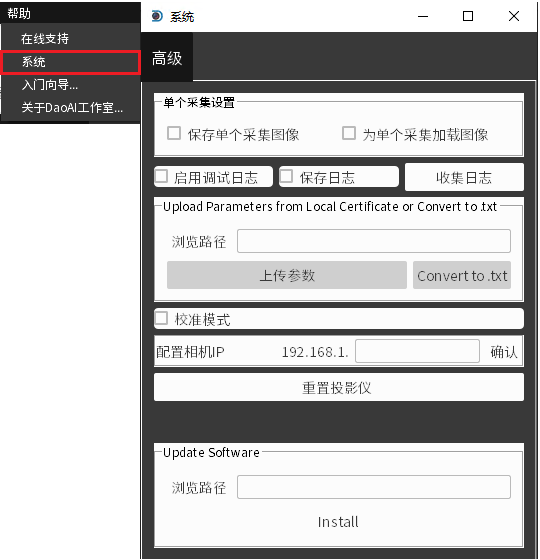 帮助
在线支持
系统
入门向导...
关于DaoAI工作室...
系统
高级
单个采集设置
保存单个采集图像 为单个采集加载图像
启用调试日志 保存日志 收集日志
Upload Parameters from Local Certificate or Convert to .txt
浏览路径
上传参数 Convert to .txt
校准模式
配置相机IP 192.168.1. 确认
重置投影仪
Update Software
浏览路径
Install